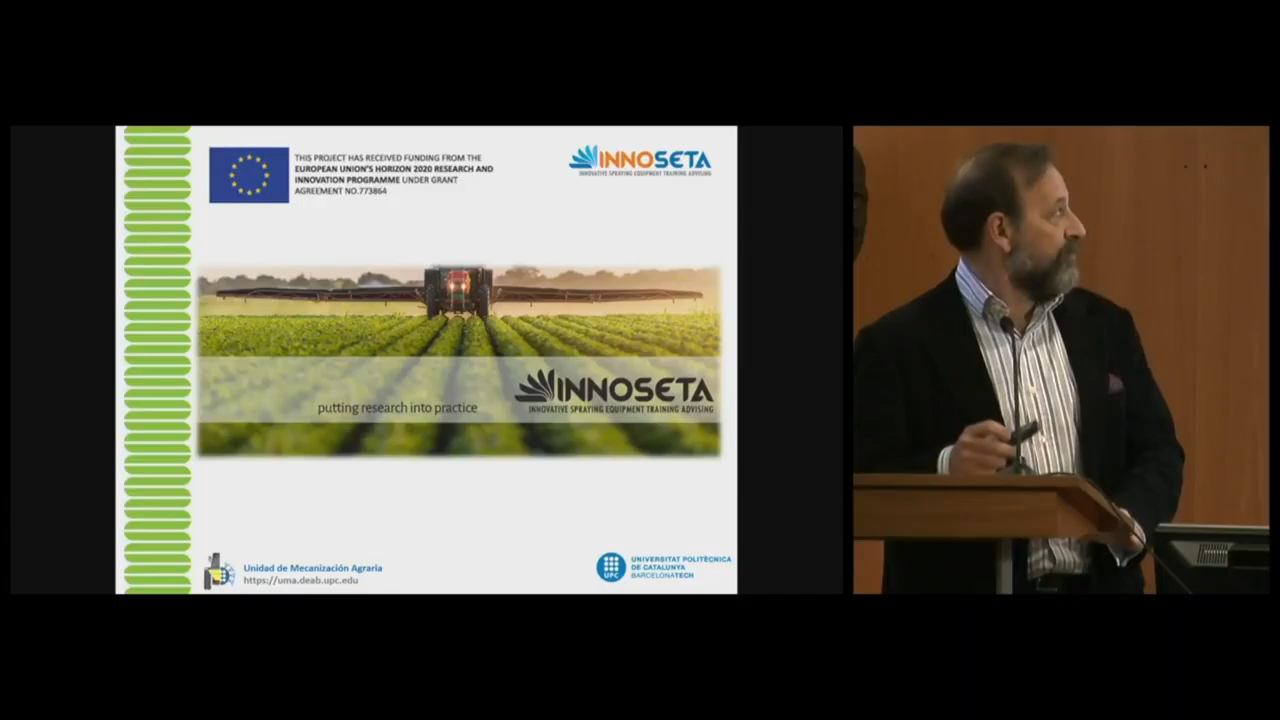 THIS PROJECT HAS RECEIVED FUNDING FROM THE
EUROPEAN UNION'S HORIZON 2020 RESEARCH AND
INNOVATION PROGRAMME UNDER GRANT
AGREEMENT NO.773864
INNOSETA
INNOVATIVE SPRAYING EQUIPMENT TRAINING ADVISING
putting research into practice
INNOSETA
INNOVATIVE SPRAYING EQUIPMENT TRAINING ADVISING
Unidad de Mecanización Agraria
https://uma.deab.upc.edu
UPC
UNIVERSITAT POLITÈCNICA
DE CATALUNYA
BARCELONATECH